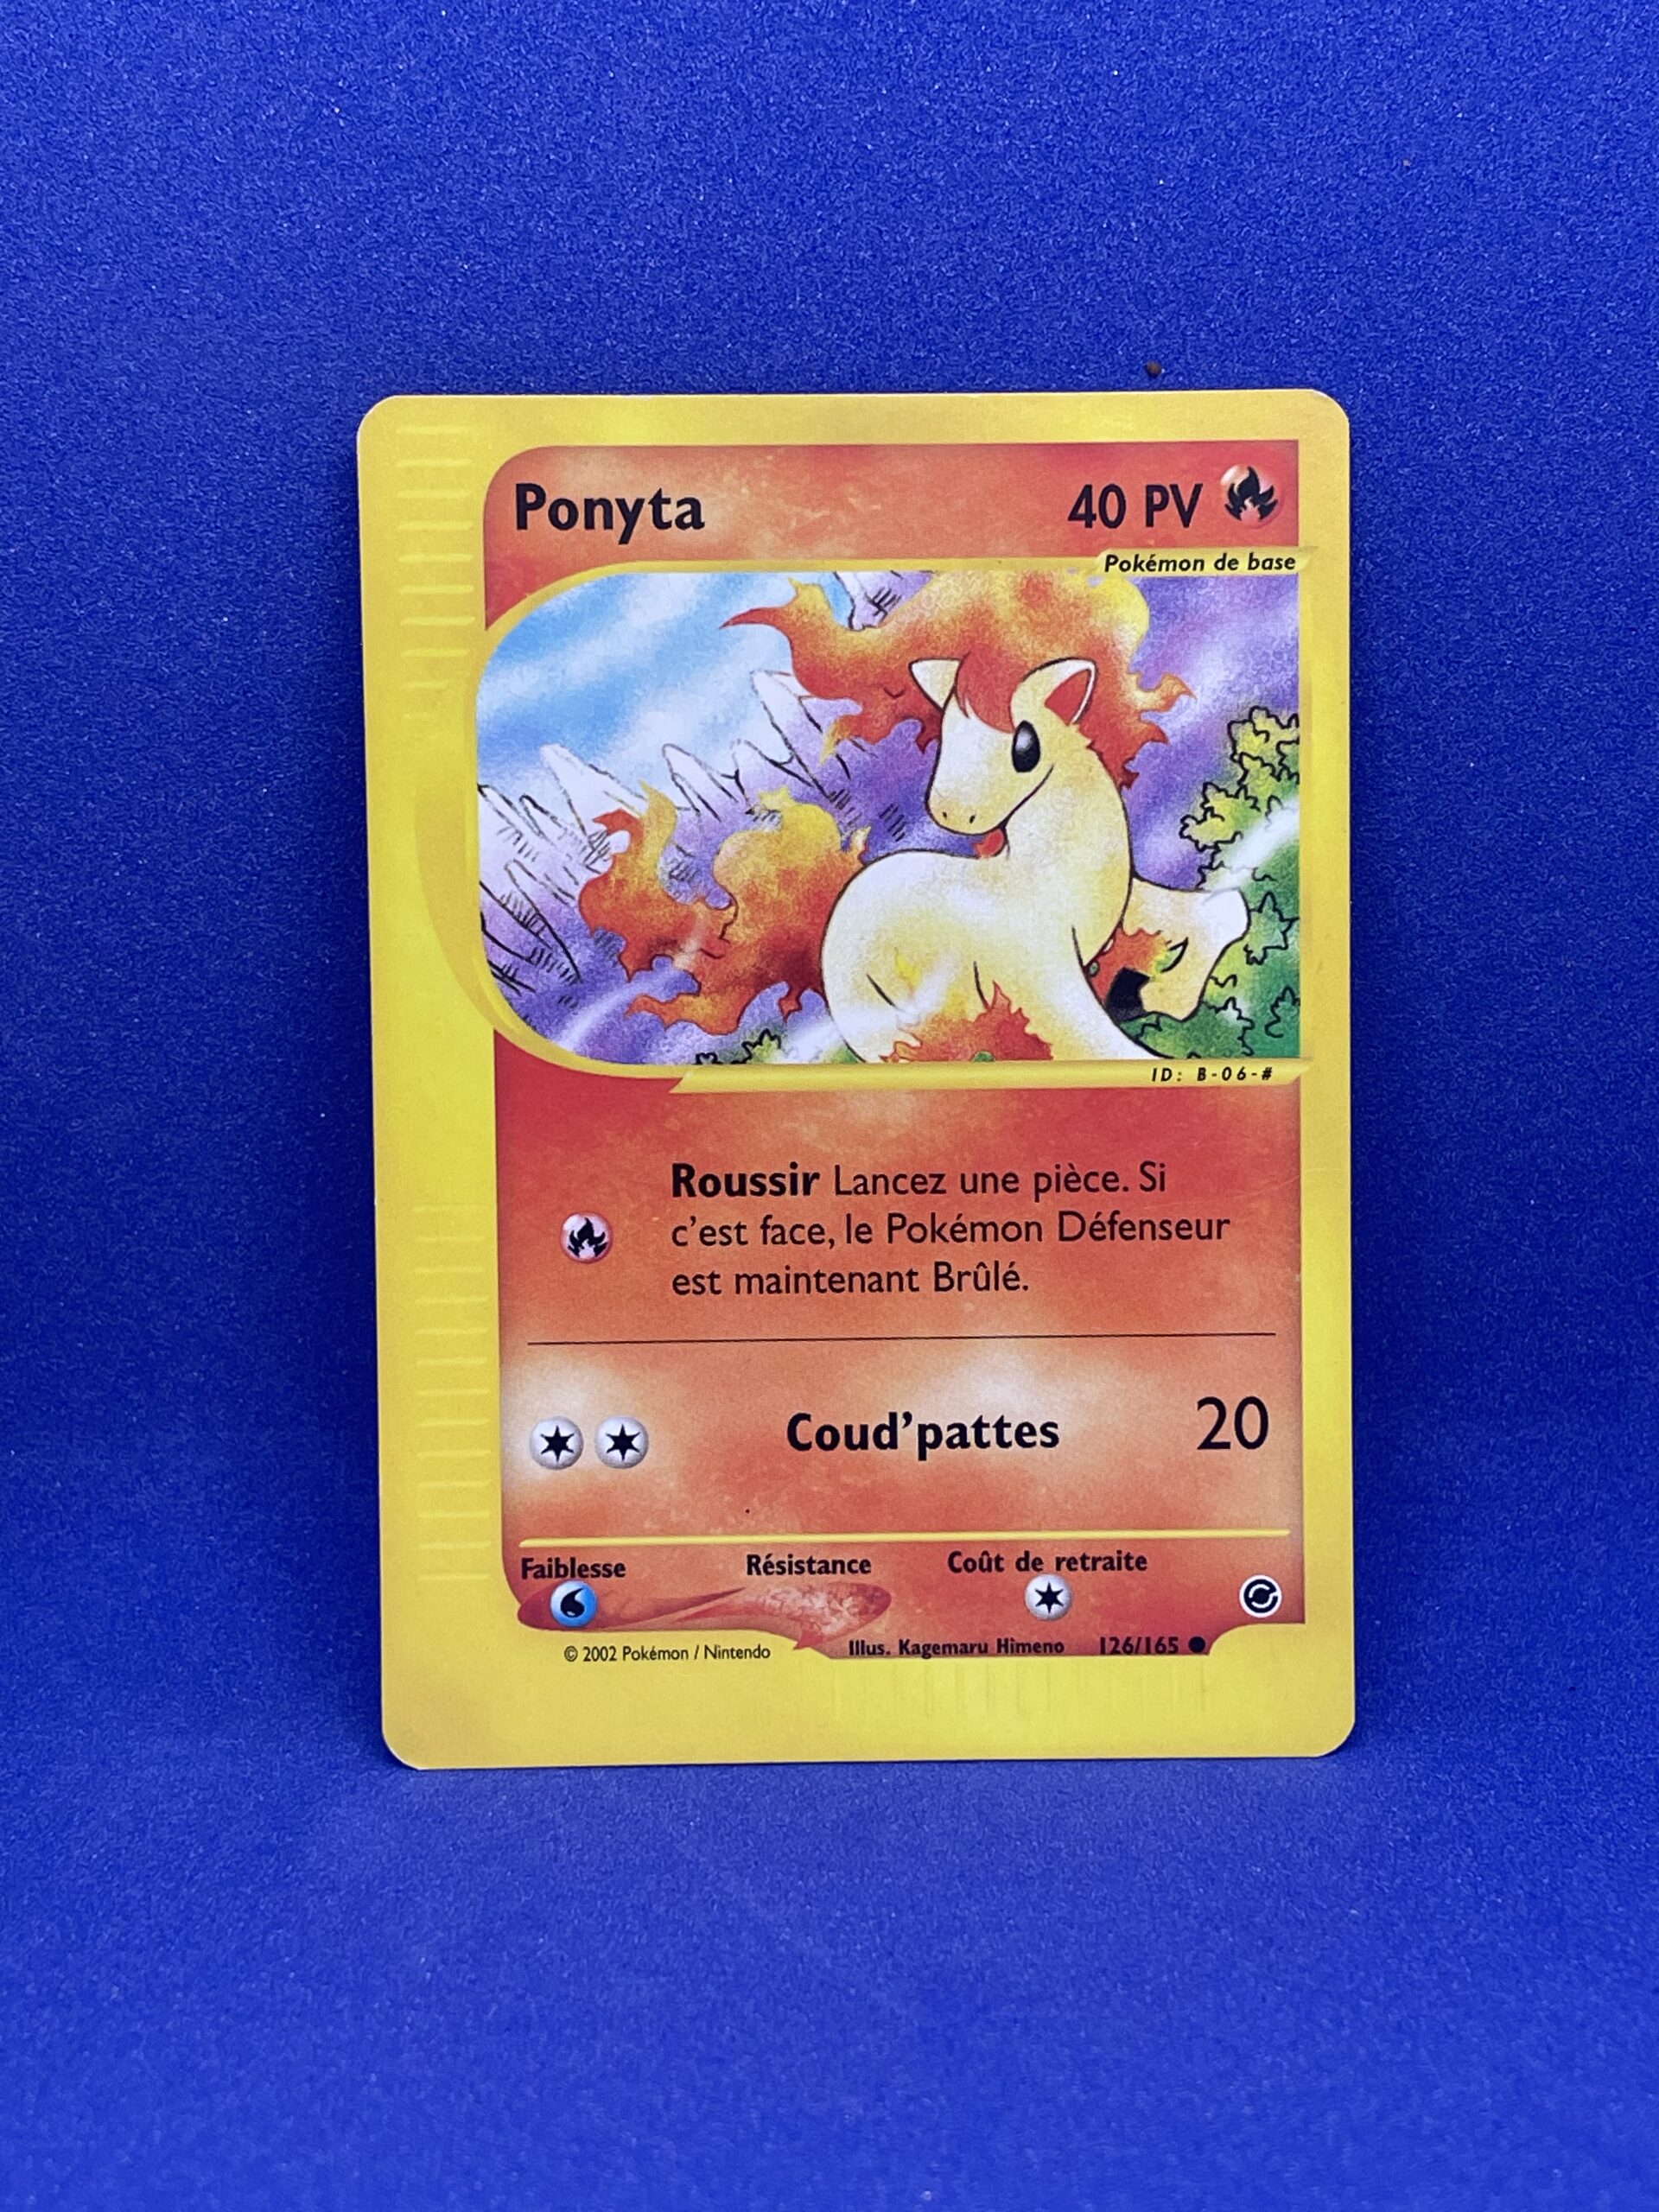 Ponyta
40 PV
Pokémon de base
ID: B-06-#
Roussir Lancez une pièce. Si
c'est face, le Pokémon Défenseur
est maintenant Brûlé.
Coud'pattes 20
Faiblesse Résistance Coût de retraite
© 2002 Pokémon / Nintendo Illus. Kagemaru Himeno 126/165